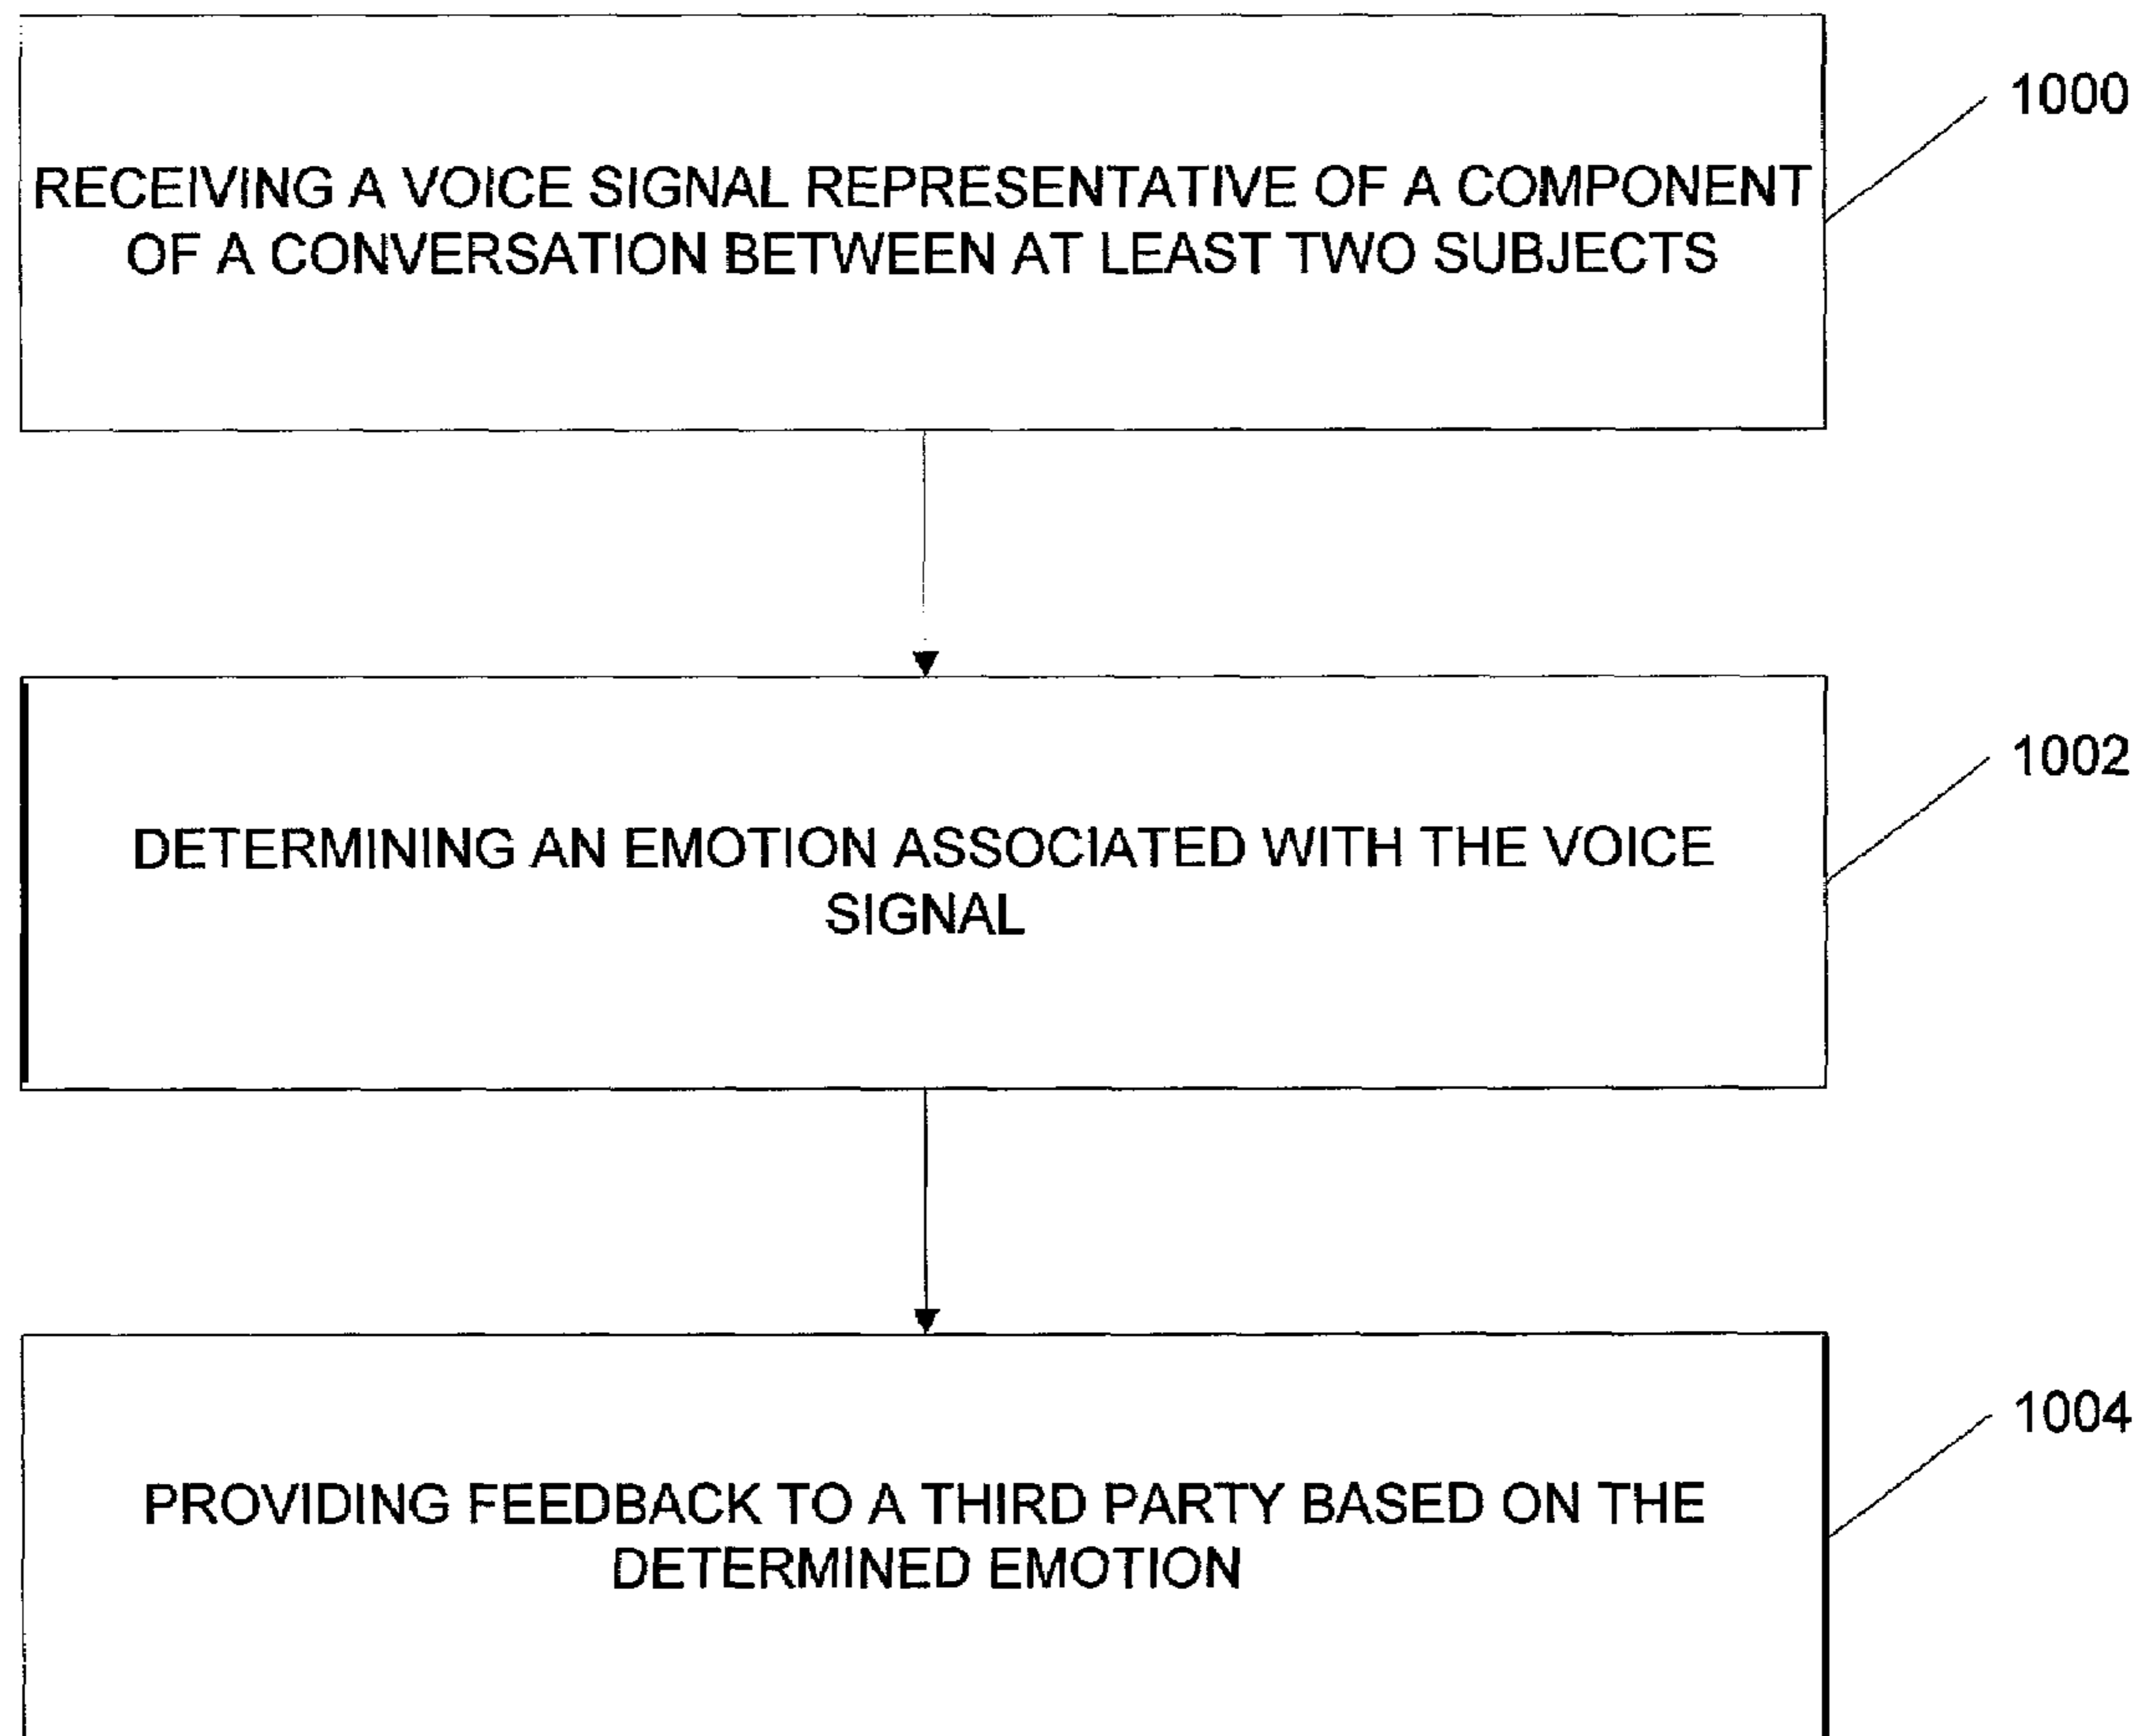 1000
RECEIVING A VOICE SIGNAL REPRESENTATIVE OF A COMPONENT
OF A CONVERSATION BETWEEN AT LEAST TWO SUBJECTS
1002
DETERMINING AN EMOTION ASSOCIATED WITH THE VOICE
SIGNAL
1004
PROVIDING FEEDBACK TO A THIRD PARTY BASED ON THE
DETERMINED EMOTION